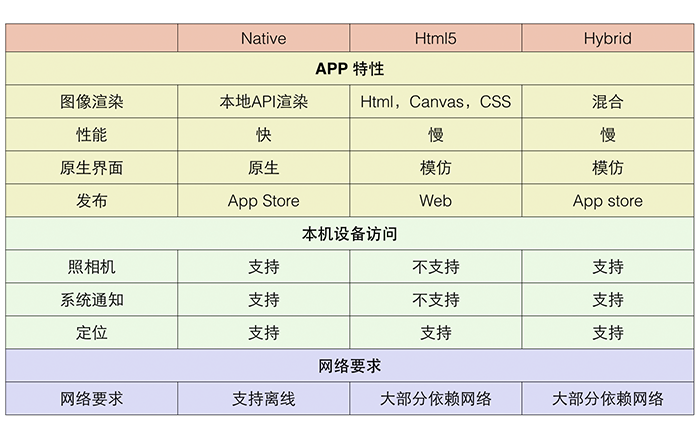 Native Html5 Hybrid
APP 特性
图像渲染 本地API渲染 Html，Canvas，CSS 混合
性能 快 慢 慢
原生界面 原生 模仿 模仿
发布 App Store Web App store
本机设备访问
照相机 支持 不支持 支持
系统通知 支持 不支持 支持
定位 支持 支持 支持
网络要求
网络要求 支持离线 大部分依赖网络 大部分依赖网络